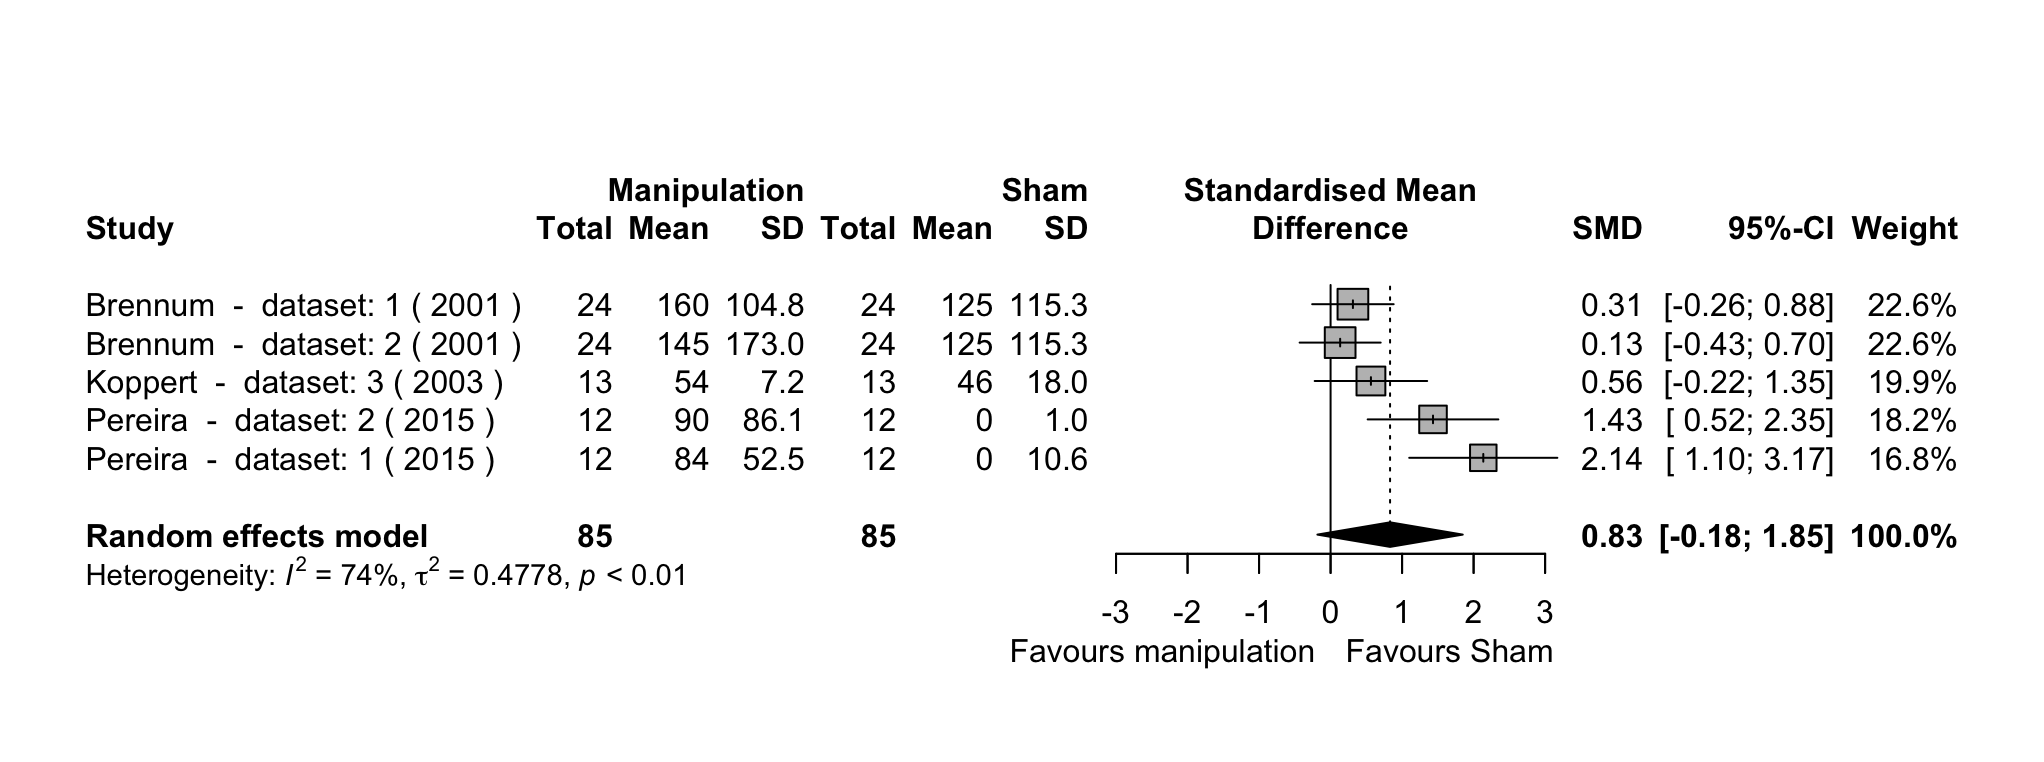 Manipulation Sham Standardised Mean
Study Total Mean SD Total Mean SD Difference SMD 95%-CI Weight
Brennum - dataset: 1 ( 2001 ) 24 160 104.8 24 125 115.3 0.31 [-0.26; 0.88] 22.6%
Brennum - dataset: 2 ( 2001 ) 24 145 173.0 24 125 115.3 0.13 [-0.43; 0.70] 22.6%
Koppert - dataset: 3 ( 2003 ) 13 54 7.2 13 46 18.0 0.56 [-0.22; 1.35] 19.9%
Pereira - dataset: 2 ( 2015 ) 12 90 86.1 12 0 1.0 1.43 [ 0.52; 2.35] 18.2%
Pereira - dataset: 1 ( 2015 ) 12 84 52.5 12 0 10.6 2.14 [ 1.10; 3.17] 16.8%
Random effects model 85 85 0.83 [-0.18; 1.85] 100.0%
Heterogeneity: I² = 74%, τ² = 0.4778, p < 0.01
-3 -2 -1 0 1 2 3
Favours manipulation Favours Sham